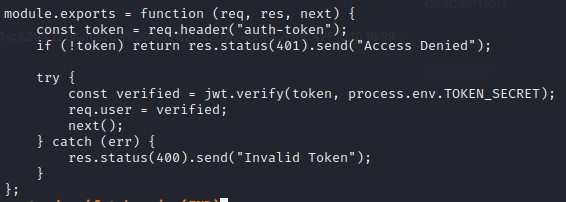 module.exports = function (req, res, next) {
    const token = req.header("auth-token");
    if (!token) return res.status(401).send("Access Denied");

    try {
        const verified = jwt.verify(token, process.env.TOKEN_SECRET);
        req.user = verified;
        next();
    } catch (err) {
        res.status(400).send("Invalid Token");
    }
};